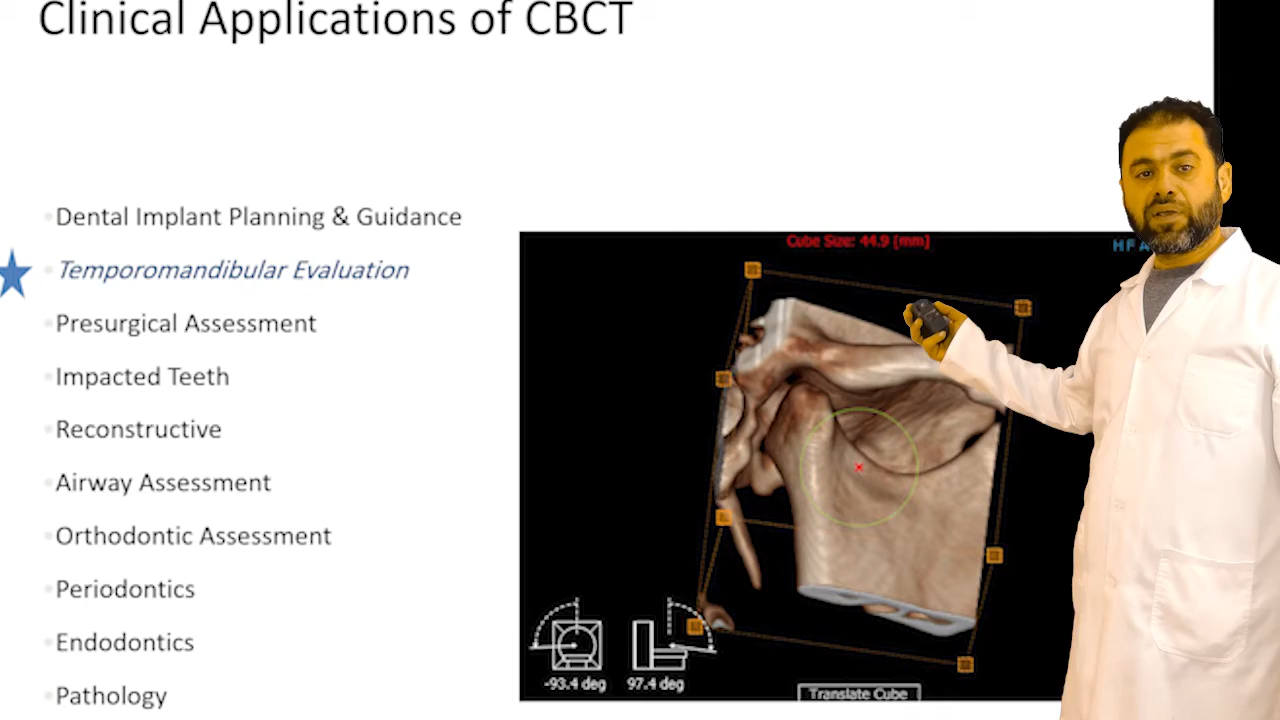 Clinical Applications of CBCT
Dental Implant Planning & Guidance
Temporomandibular Evaluation
Presurgical Assessment
Impacted Teeth
Reconstructive
Airway Assessment
Orthodontic Assessment
Periodontics
Endodontics
Pathology
Cube Size: 44.9 [mm]
H F A
-93.4 deg
97.4 deg
Translate Cube